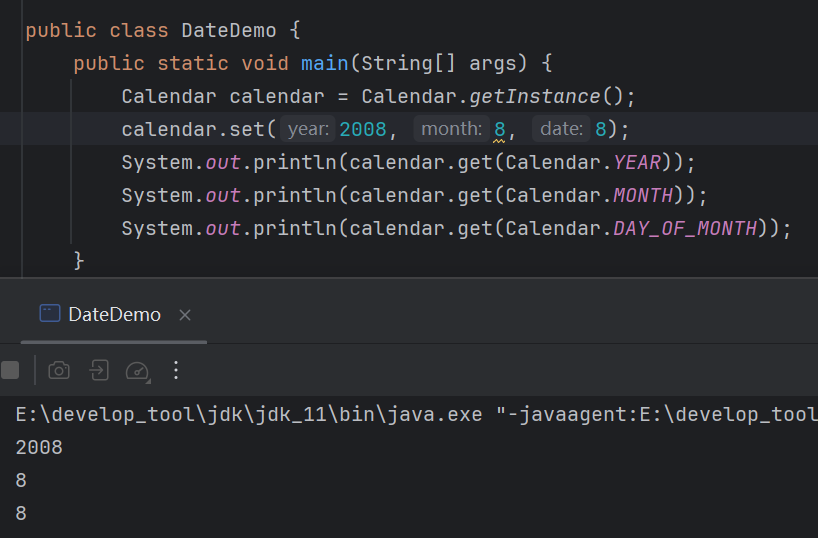 public class DateDemo {
public static void main(String[] args) {
Calendar calendar = Calendar.getInstance();
calendar.set( year: 2008, month: 8, date: 8);
System.out.println(calendar.get(Calendar.YEAR));
System.out.println(calendar.get(Calendar.MONTH));
System.out.println(calendar.get(Calendar.DAY_OF_MONTH));
}
DateDemo
E:\develop_tool\jdk\jdk_11\bin\java.exe "-javaagent:E:\develop_tool
2008
8
8